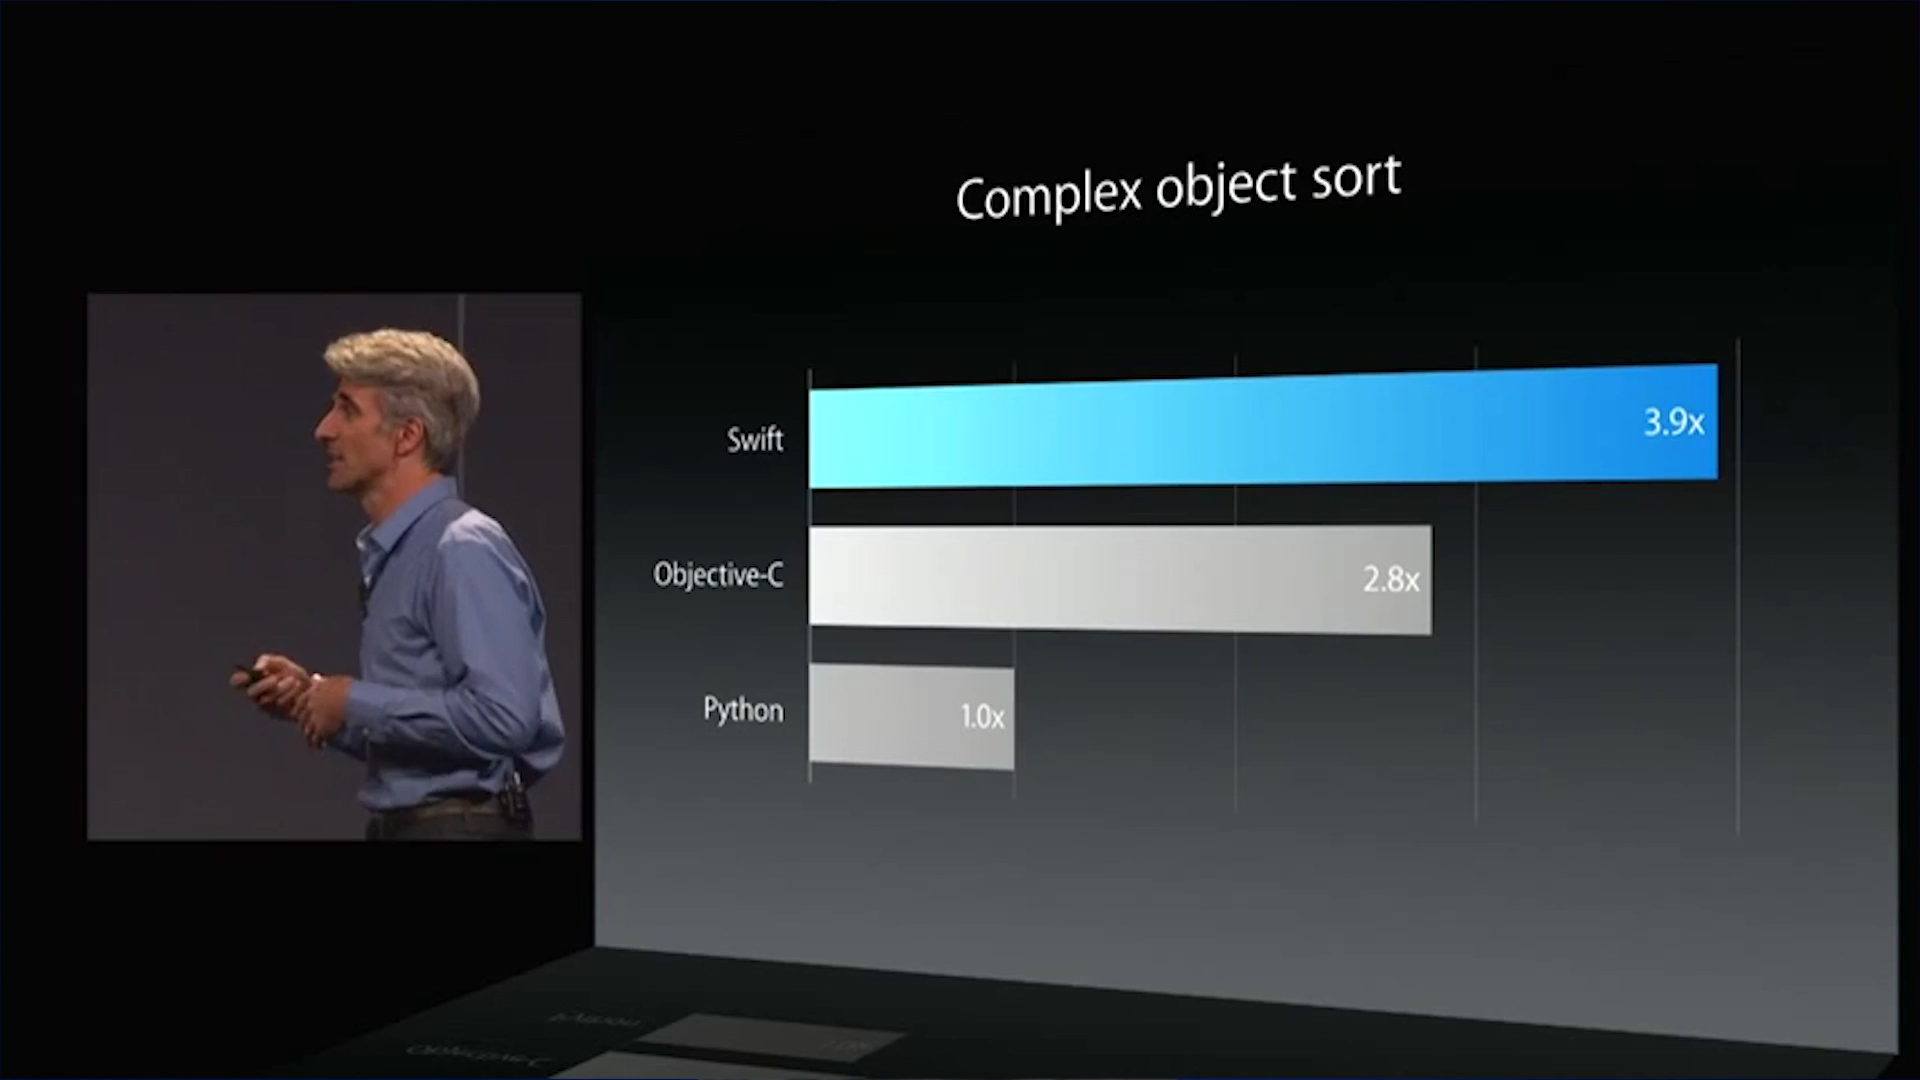 Complex object sort
Swift
3.9x
Objective-C
2.8x
Python
1.0x